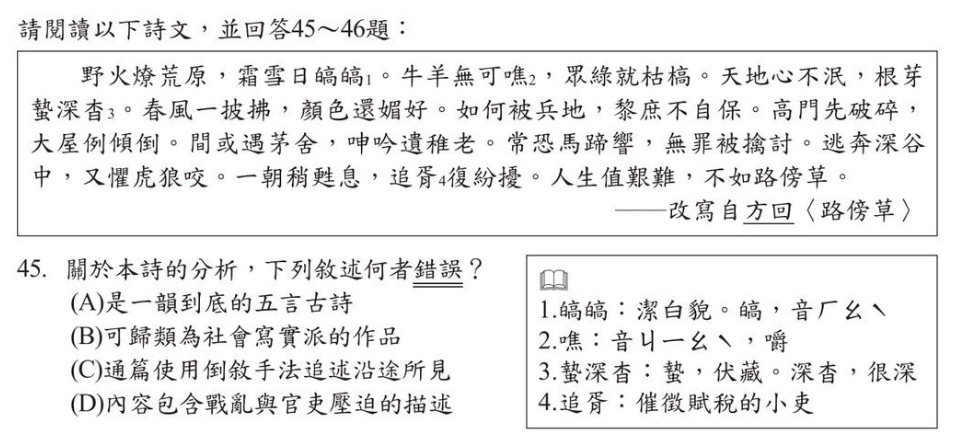 請閱讀以下詩文，並回答45～46題：
野火燎荒原，霜雪日皜皜1。牛羊無可噍2，眾綠就枯槁。天地心不泯，根芽
蟄深杳3。春風一披拂，顏色還媚好。如何被兵地，黎庶不自保。高門先破碎，
大屋例傾倒。間或遇茅舍，呻吟遺稚老。常恐馬蹄響，無罪被擒討。逃奔深谷
中，又懼虎狼咬。一朝稍甦息，追胥4復紛擾。人生值艱難，不如路傍草。
——改寫自方回〈路傍草〉
45. 關於本詩的分析，下列敘述何者錯誤？
(A)是一韻到底的五言古詩
(B)可歸類為社會寫實派的作品
(C)通篇使用倒敘手法追述沿途所見
(D)內容包含戰亂與官吏壓迫的描述
1.皜皜：潔白貌。皜，音ㄏㄠˋ
2.噍：音ㄐㄧㄠˋ，嚼
3.蟄深杳：蟄，伏藏。深杳，很深
4.追胥：催徵賦稅的小吏